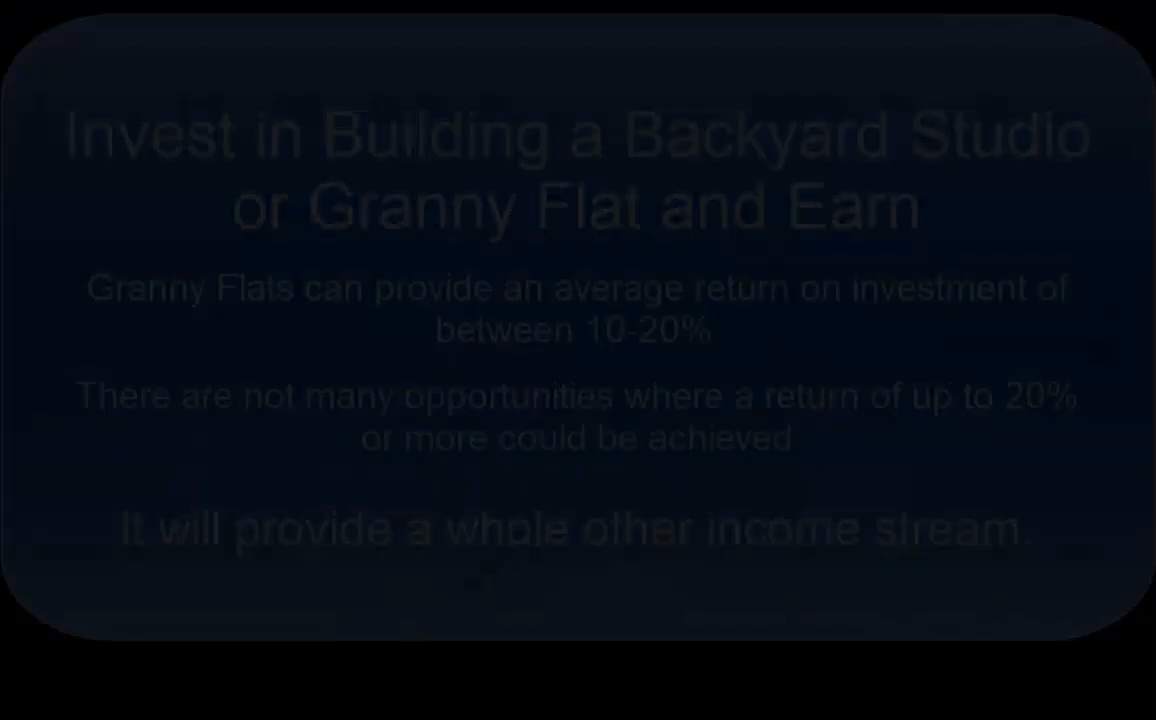 Invest in Building a Backyard Studio
or Granny Flat and Earn
Granny Flats can provide an average return on investment of
between 10-20%
There are not many opportunities where a return of up to 20%
or more could be achieved
It will provide a whole other income stream.